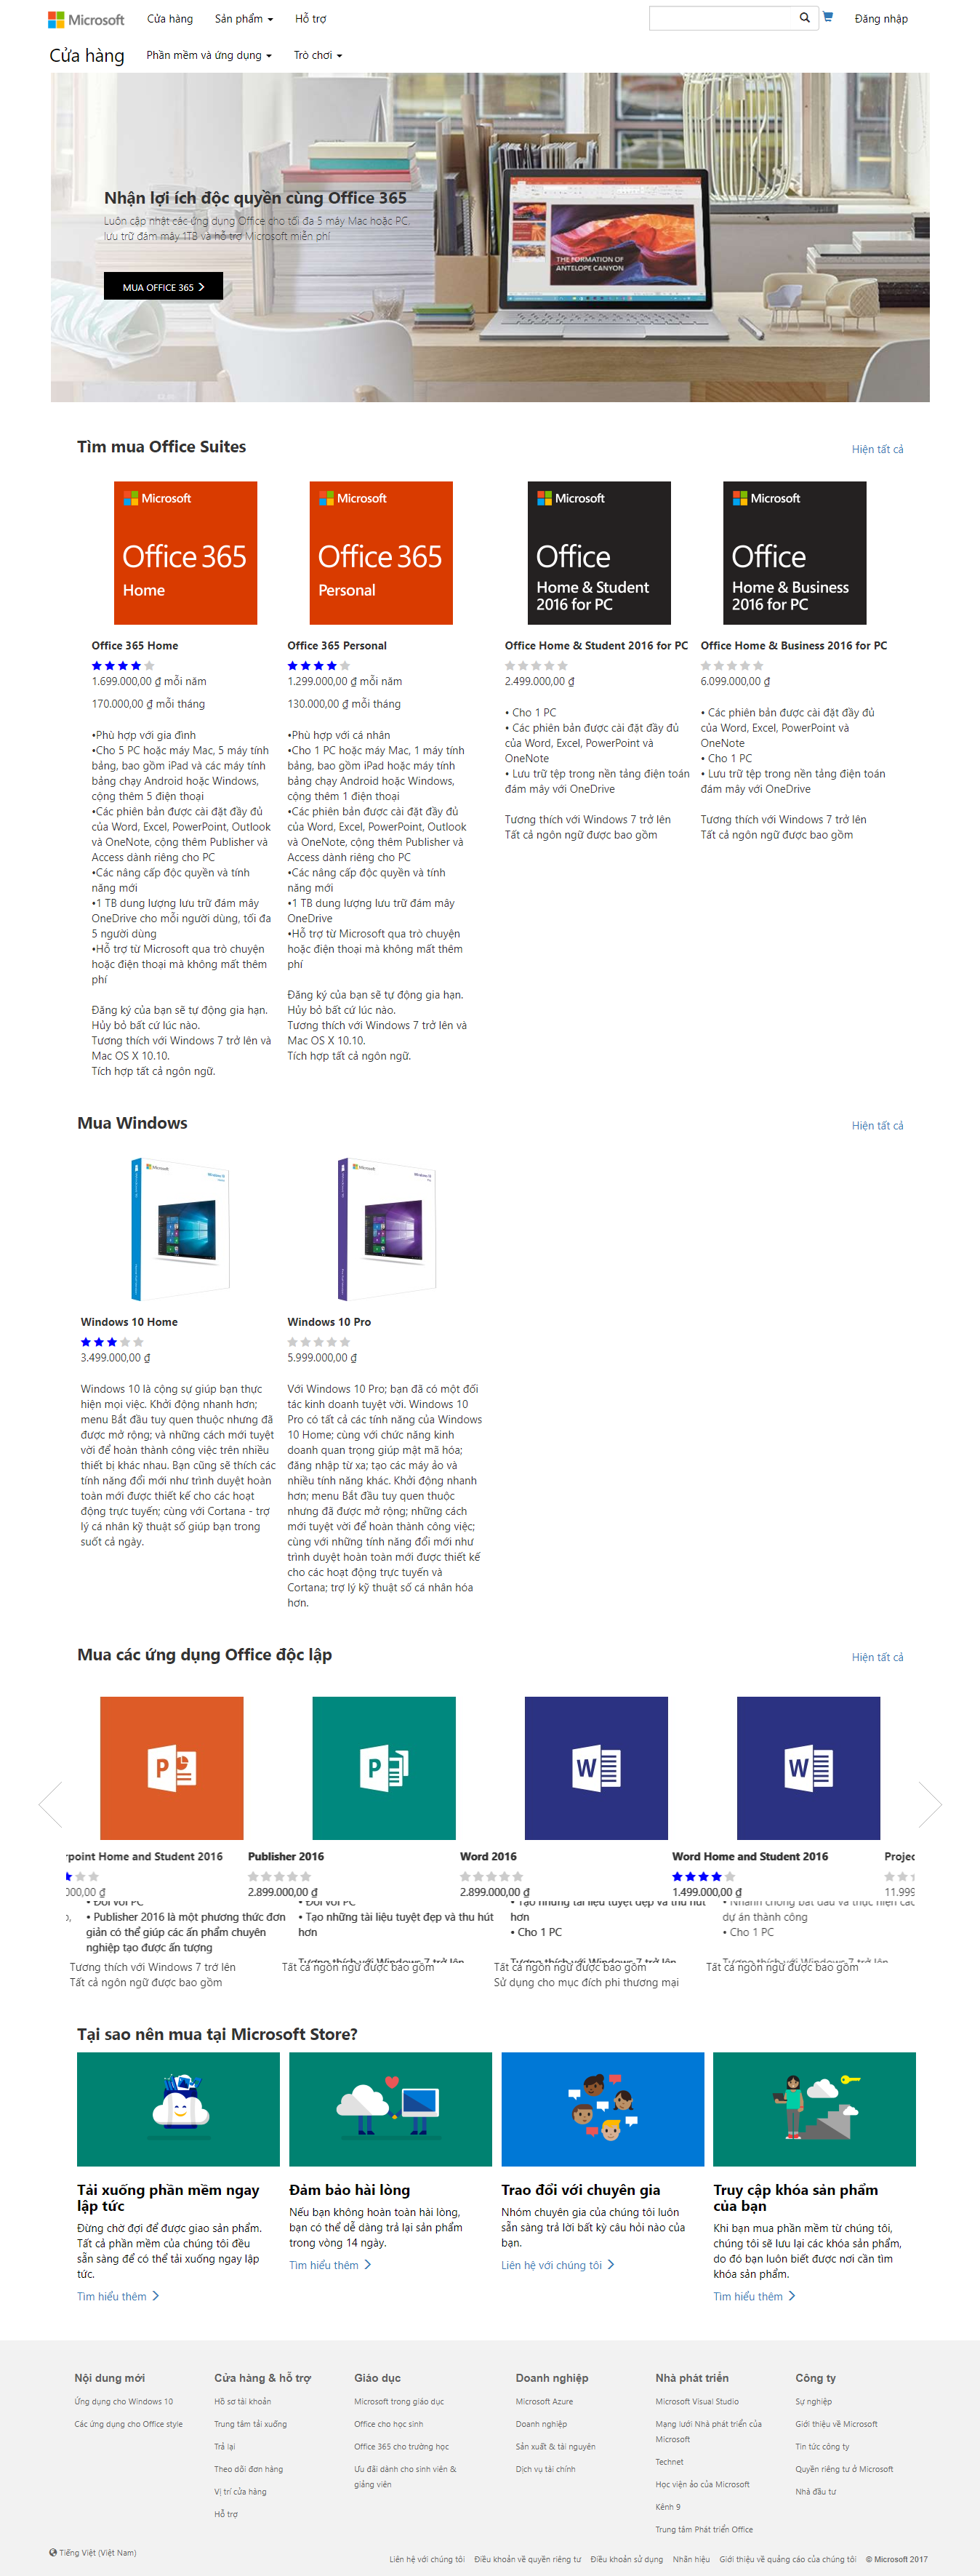 Microsoft Cửa hàng Sản phẩm Hỗ trợ Đăng nhập
Cửa hàng Phần mềm và ứng dụng Trò chơi
Nhận lợi ích độc quyền cùng Office 365
Luôn cập nhật các ứng dụng Office cho tối đa 5 máy Mac hoặc PC,
lưu trữ đám mây 1TB và hỗ trợ Microsoft miễn phí
MUA OFFICE 365
THE FORMATION OF
ANTELOPE CANYON
Tìm mua Office Suites
Hiện tất cả
Microsoft
Office 365
Home
Office 365 Home
1.699.000,00 ₫ mỗi năm
170.000,00 ₫ mỗi tháng
•Phù hợp với gia đình
•Cho 5 PC hoặc máy Mac, 5 máy tính
bảng, bao gồm iPad và các máy tính
bảng chạy Android hoặc Windows,
cộng thêm 5 điện thoại
•Các phiên bản được cài đặt đầy đủ
của Word, Excel, PowerPoint, Outlook
và OneNote, cộng thêm Publisher và
Access dành riêng cho PC
•Các nâng cấp độc quyền và tính
năng mới
•1 TB dung lượng lưu trữ đám mây
OneDrive cho mỗi người dùng, tối đa
5 người dùng
•Hỗ trợ từ Microsoft qua trò chuyện
hoặc điện thoại mà không mất thêm
phí
Đăng ký của bạn sẽ tự động gia hạn.
Hủy bỏ bất cứ lúc nào.
Tương thích với Windows 7 trở lên và
Mac OS X 10.10.
Tích hợp tất cả ngôn ngữ.
Microsoft
Office 365
Personal
Office 365 Personal
1.299.000,00 ₫ mỗi năm
130.000,00 ₫ mỗi tháng
•Phù hợp với cá nhân
•Cho 1 PC hoặc máy Mac, 1 máy tính
bảng, bao gồm iPad hoặc máy tính
bảng chạy Android hoặc Windows,
cộng thêm 1 điện thoại
•Các phiên bản được cài đặt đầy đủ
của Word, Excel, PowerPoint, Outlook
và OneNote, cộng thêm Publisher và
Access dành riêng cho PC
•Các nâng cấp độc quyền và tính
năng mới
•1 TB dung lượng lưu trữ đám mây
OneDrive
•Hỗ trợ từ Microsoft qua trò chuyện
hoặc điện thoại mà không mất thêm
phí
Đăng ký của bạn sẽ tự động gia hạn.
Hủy bỏ bất cứ lúc nào.
Tương thích với Windows 7 trở lên và
Mac OS X 10.10.
Tích hợp tất cả ngôn ngữ.
Microsoft
Office
Home & Student
2016 for PC
Office Home & Student 2016 for PC
2.499.000,00 ₫
• Cho 1 PC
• Các phiên bản được cài đặt đầy đủ
của Word, Excel, PowerPoint và
OneNote
• Lưu trữ tệp trong nền tảng điện toán
đám mây với OneDrive
Tương thích với Windows 7 trở lên
Tất cả ngôn ngữ được bao gồm
Microsoft
Office
Home & Business
2016 for PC
Office Home & Business 2016 for PC
6.099.000,00 ₫
• Các phiên bản được cài đặt đầy đủ
của Word, Excel, PowerPoint và
OneNote
• Cho 1 PC
• Lưu trữ tệp trong nền tảng điện toán
đám mây với OneDrive
Tương thích với Windows 7 trở lên
Tất cả ngôn ngữ được bao gồm
Mua Windows
Hiện tất cả
Windows 10 Home
3.499.000,00 ₫
Windows 10 là cộng sự giúp bạn thực
hiện mọi việc. Khởi động nhanh hơn;
menu Bắt đầu tuy quen thuộc nhưng đã
được mở rộng; và những cách mới tuyệt
vời để hoàn thành công việc trên nhiều
thiết bị khác nhau. Bạn cũng sẽ thích các
tính năng đổi mới như trình duyệt hoàn
toàn mới được thiết kế cho các hoạt
động trực tuyến; cùng với Cortana - trợ
lý cá nhân kỹ thuật số giúp bạn trong
suốt cả ngày.
Windows 10 Pro
5.999.000,00 ₫
Với Windows 10 Pro; bạn đã có một đối
tác kinh doanh tuyệt vời. Windows 10
Pro có tất cả các tính năng của Windows
10 Home; cùng với chức năng kinh
doanh quan trọng giúp mật mã hóa;
đăng nhập từ xa; tạo các máy ảo và
nhiều tính năng khác. Khởi động nhanh
hơn; menu Bắt đầu tuy quen thuộc
nhưng đã được mở rộng; những cách
mới tuyệt vời để hoàn thành công việc;
cùng với những tính năng đổi mới như
trình duyệt hoàn toàn mới được thiết kế
cho các hoạt động trực tuyến và
Cortana; trợ lý kỹ thuật số cá nhân hóa
hơn.
Mua các ứng dụng Office độc lập
Hiện tất cả
rpoint Home and Student 2016
000,00 ₫
Publisher 2016
2.899.000,00 ₫
Word 2016
2.899.000,00 ₫
Word Home and Student 2016
1.499.000,00 ₫
Projec
11.999
• Đối với PC
• Publisher 2016 là một phương thức đơn
giản có thể giúp các ấn phẩm chuyên
nghiệp tạo được ấn tượng
Tương thích với Windows 7 trở lên
Tất cả ngôn ngữ được bao gồm
• Đối với PC
• Tạo những tài liệu tuyệt đẹp và thu hút
hơn
Tương thích với Windows 7 trở lên
Tất cả ngôn ngữ được bao gồm
• Tạo những tài liệu tuyệt đẹp và thu hút
hơn
• Cho 1 PC
Tương thích với Windows 7 trở lên
Tất cả ngôn ngữ được bao gồm
Sử dụng cho mục đích phi thương mại
• Nhanh chóng bắt đầu và thực hiện các
dự án thành công
• Cho 1 PC
Tương thích với Windows 7 trở lên
Tất cả ngôn ngữ được bao gồm
Tại sao nên mua tại Microsoft Store?
Tải xuống phần mềm ngay
lập tức
Đừng chờ đợi để được giao sản phẩm.
Tất cả phần mềm của chúng tôi đều
sẵn sàng để có thể tải xuống ngay lập
tức.
Tìm hiểu thêm
Đảm bảo hài lòng
Nếu bạn không hoàn toàn hài lòng,
bạn có thể dễ dàng trả lại sản phẩm
trong vòng 14 ngày.
Tìm hiểu thêm
Trao đổi với chuyên gia
Nhóm chuyên gia của chúng tôi luôn
sẵn sàng trả lời bất kỳ câu hỏi nào của
bạn.
Liên hệ với chúng tôi
Truy cập khóa sản phẩm
của bạn
Khi bạn mua phần mềm từ chúng tôi,
chúng tôi sẽ lưu lại các khóa sản phẩm,
do đó bạn luôn biết được nơi cần tìm
khóa sản phẩm.
Tìm hiểu thêm
Nội dung mới
Ứng dụng cho Windows 10
Các ứng dụng cho Office style
Cửa hàng & hỗ trợ
Hồ sơ tài khoản
Trung tâm tải xuống
Trả lại
Theo dõi đơn hàng
Vị trí cửa hàng
Hỗ trợ
Giáo dục
Microsoft trong giáo dục
Office cho học sinh
Office 365 cho trường học
Ưu đãi dành cho sinh viên &
giảng viên
Doanh nghiệp
Microsoft Azure
Doanh nghiệp
Sản xuất & tài nguyên
Dịch vụ tài chính
Nhà phát triển
Microsoft Visual Studio
Mạng lưới Nhà phát triển của
Microsoft
Technet
Học viện ảo của Microsoft
Kênh 9
Trung tâm Phát triển Office
Công ty
Sự nghiệp
Giới thiệu về Microsoft
Tin tức công ty
Quyền riêng tư ở Microsoft
Nhà đầu tư
Tiếng Việt (Việt Nam)
Liên hệ với chúng tôi Điều khoản về quyền riêng tư Điều khoản sử dụng Nhãn hiệu Giới thiệu về quảng cáo của chúng tôi © Microsoft 2017